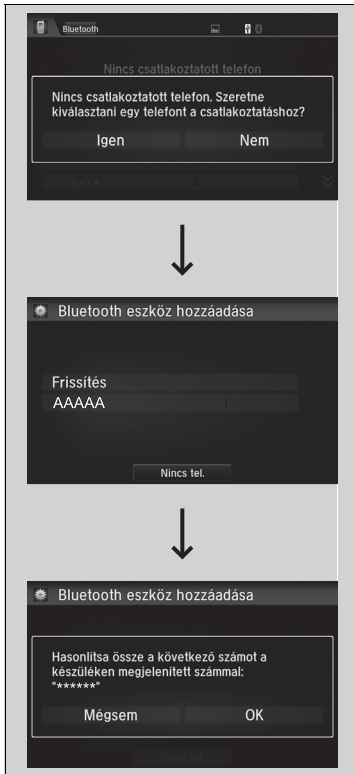 Bluetooth
Nincs csatlakoztatott telefon
Nincs csatlakoztatott telefon. Szeretne
kiválasztani egy telefont a csatlakoztatáshoz?
Igen Nem
Bluetooth eszköz hozzáadása
Frissítés
AAAAA
Nincs tel.
Bluetooth eszköz hozzáadása
Hasonlítsa össze a következő számot a
készüléken megjelenített számmal:
"******"
Mégsem OK
Nincs tel.